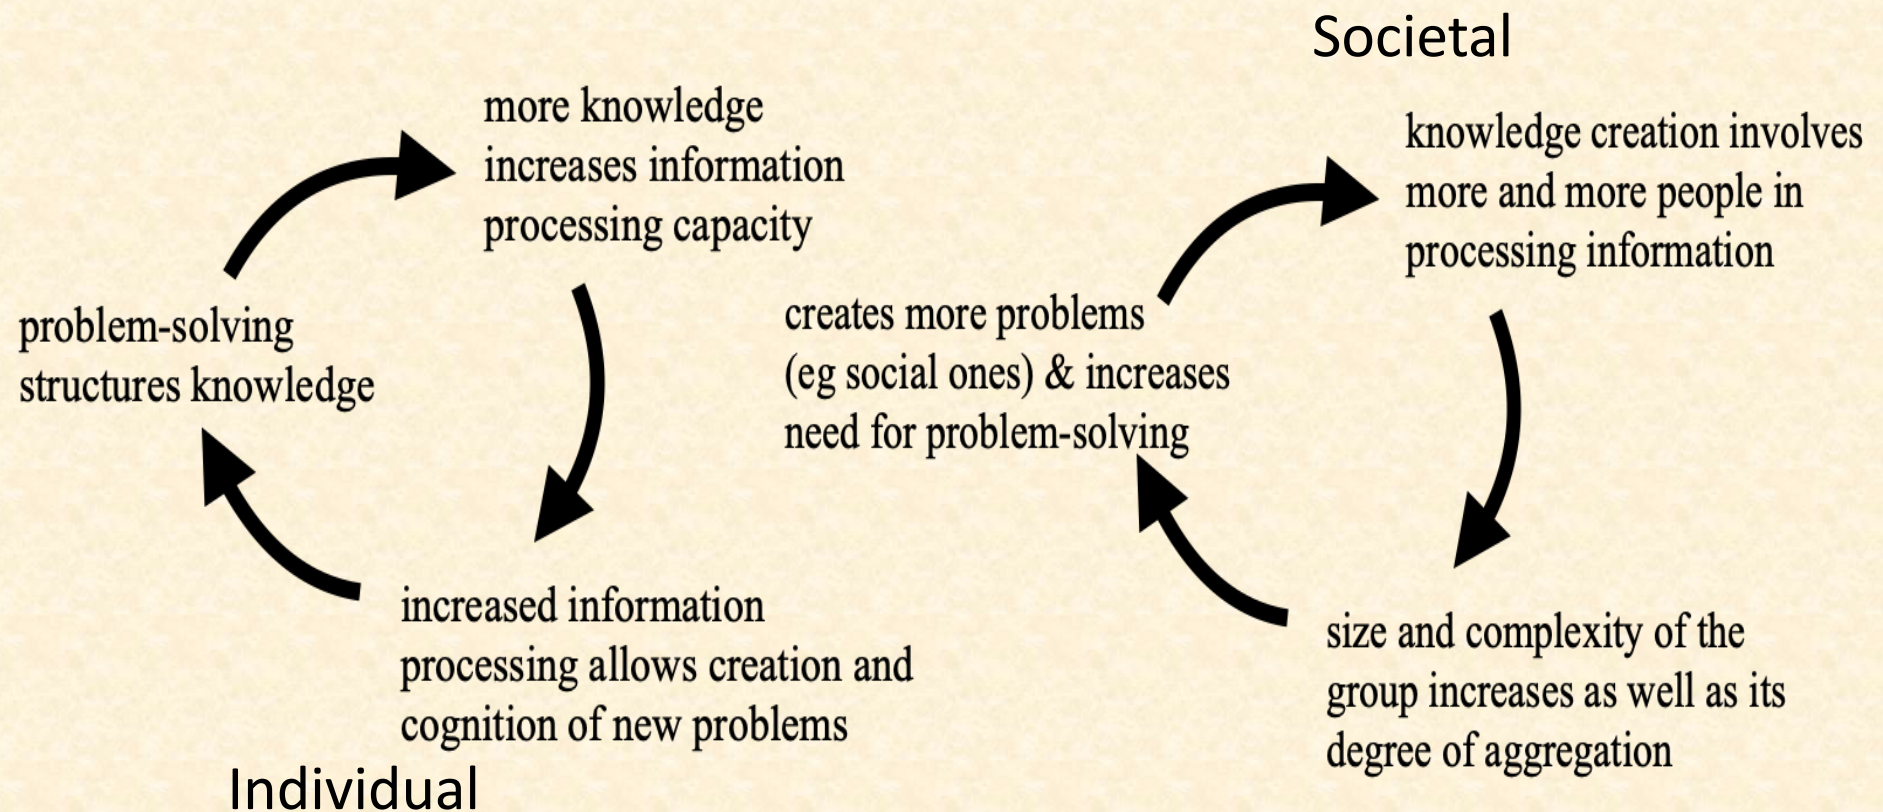 Societal
more knowledge
increases information
processing capacity
problem-solving
structures knowledge
increased information
processing allows creation and
cognition of new problems
Individual
knowledge creation involves
more and more people in
processing information
creates more problems
(eg social ones) & increases
need for problem-solving
size and complexity of the
group increases as well as its
degree of aggregation